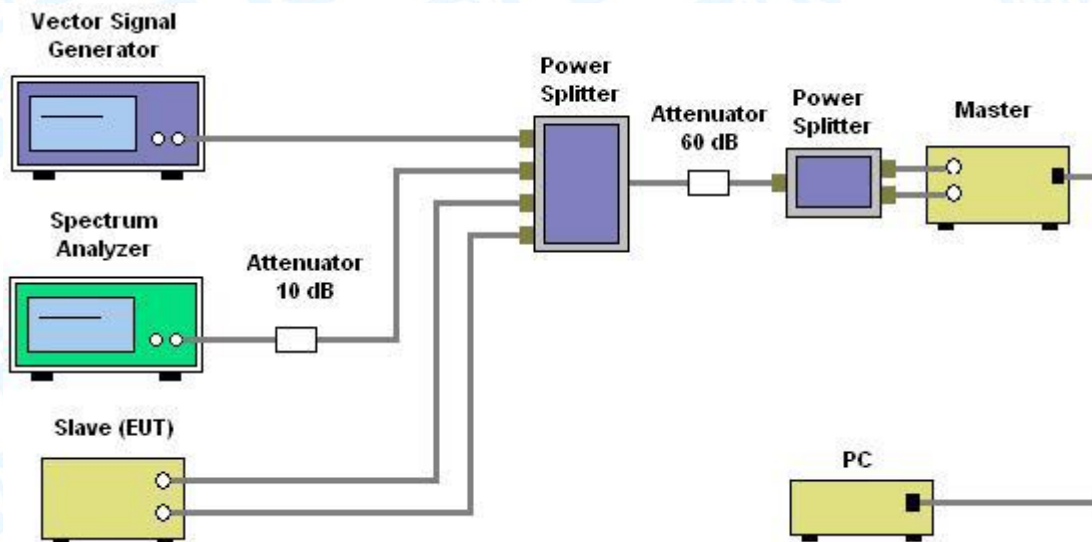 Vector Signal
Generator
Power
Splitter
Attenuator
60 dB
Power
Splitter
Master
Spectrum
Analyzer
Attenuator
10 dB
Slave (EUT)
PC